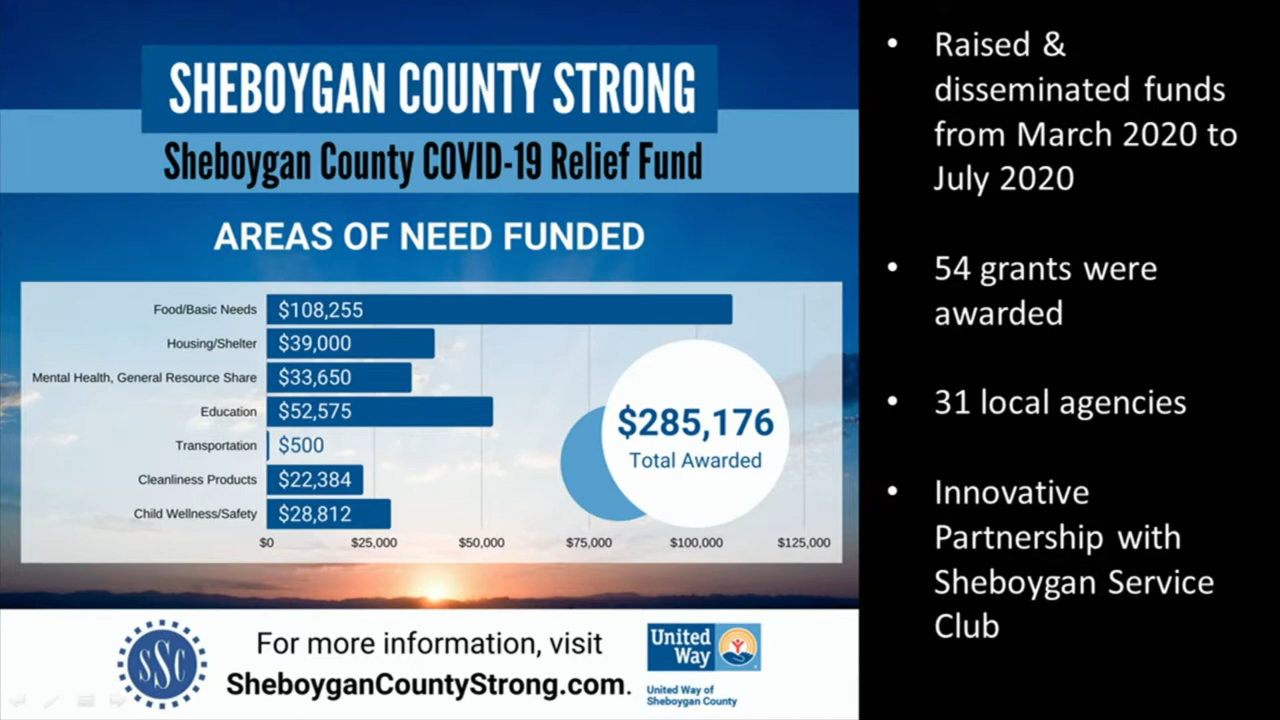 SHEBOYGAN COUNTY STRONG
Sheboygan County COVID-19 Relief Fund
AREAS OF NEED FUNDED
Food/Basic Needs $108,255
Housing/Shelter $39,000
Mental Health, General Resource Share $33,650
Education $52,575
Transportation $500
Cleanliness Products $22,384
Child Wellness/Safety $28,812
$0 $25,000 $50,000 $75,000 $100,000 $125,000
$285,176
Total Awarded
SSC
For more information, visit
SheboyganCountyStrong.com.
United
Way
United Way of
Sheboygan County
• Raised &
disseminated funds
from March 2020 to
July 2020
• 54 grants were
awarded
• 31 local agencies
• Innovative
Partnership with
Sheboygan Service
Club